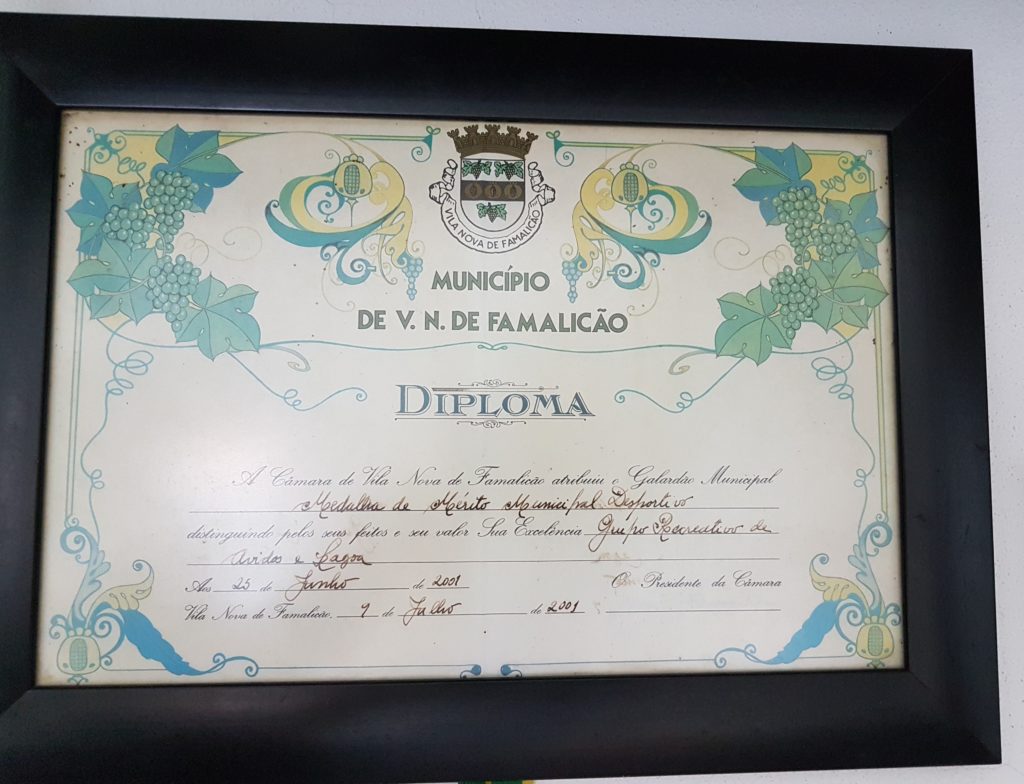 VILA NOVA DE FAMALICÃO
MUNICÍPIO
DE V. N. DE FAMALICÃO
DIPLOMA
A Câmara de Vila Nova de Famalicão atribuiu o Galardão Municipal
Medalha de Mérito Municipal Desportivo
distinguindo pelos seus feitos e seu valor Sua Excelência Grupo Recreativo de
Avidos e Lagoa
Aos 25 de Junho de 2001 O Presidente da Câmara
Vila Nova de Famalicão, 9 de Julho de 2001